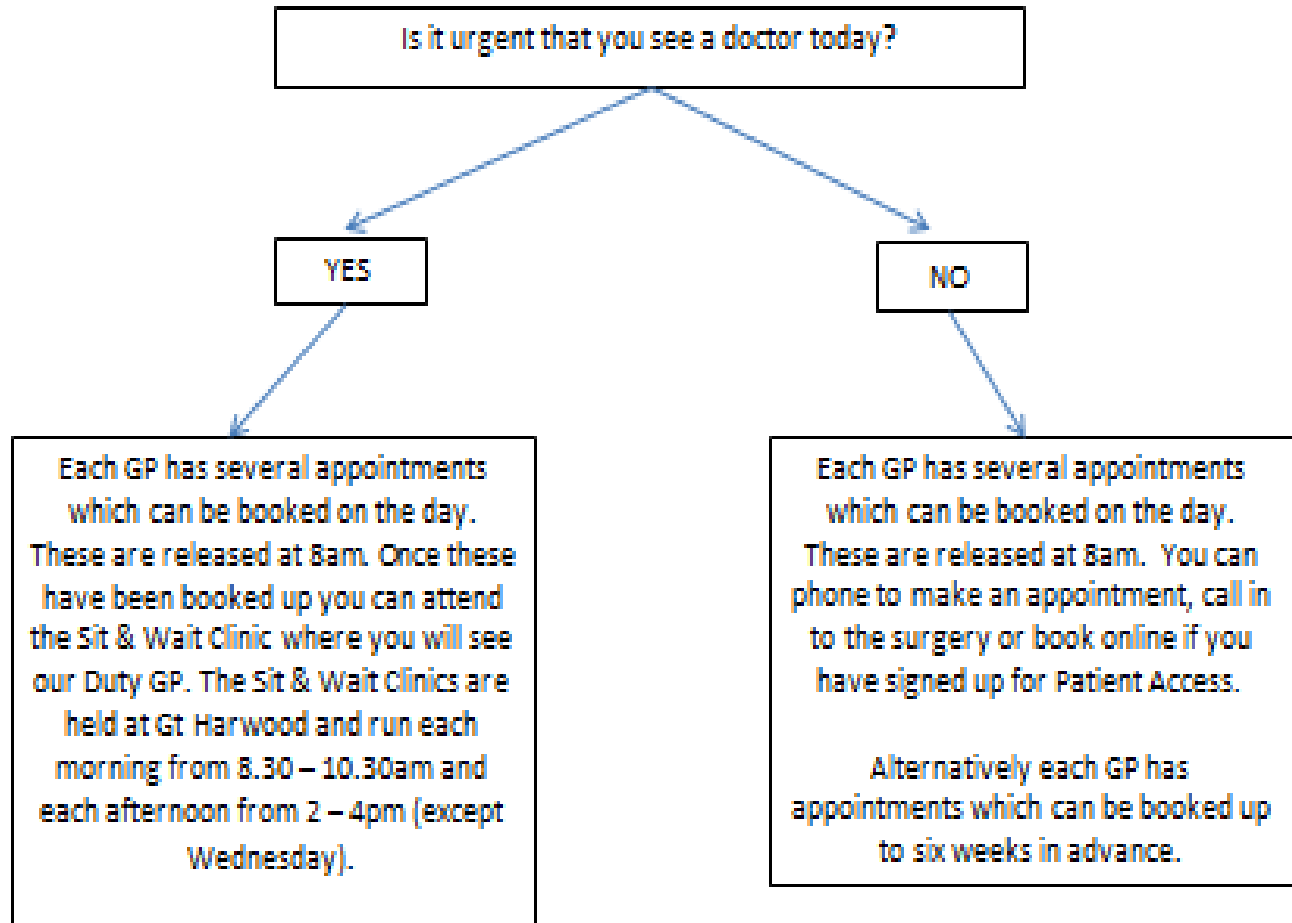 Is it urgent that you see a doctor today?
YES
NO
Each GP has several appointments
which can be booked on the day.
These are released at 8am. Once these
have been booked up you can attend
the Sit & Wait Clinic where you will see
our Duty GP. The Sit & Wait Clinics are
held at Gt Harwood and run each
morning from 8.30 – 10.30am and
each afternoon from 2 – 4pm (except
Wednesday).
Each GP has several appointments
which can be booked on the day.
These are released at 8am.  You can
phone to make an appointment, call in
to the surgery or book online if you
have signed up for Patient Access.
Alternatively each GP has
appointments which can be booked up
to six weeks in advance.